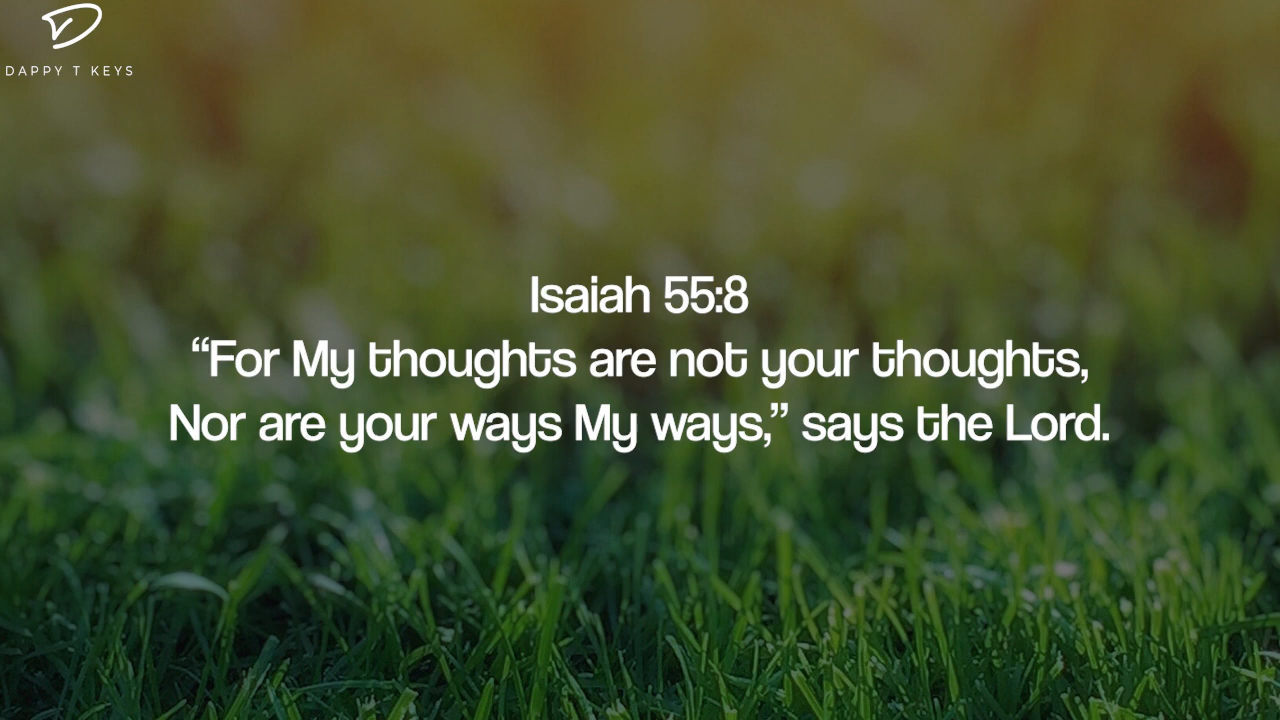 DAPPY T KEYS
Isaiah 55:8
“For My thoughts are not your thoughts,
Nor are your ways My ways,” says the Lord.